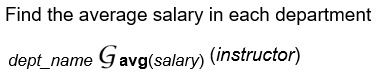 Find the average salary in each department
dept_name G avg(salary) (instructor)